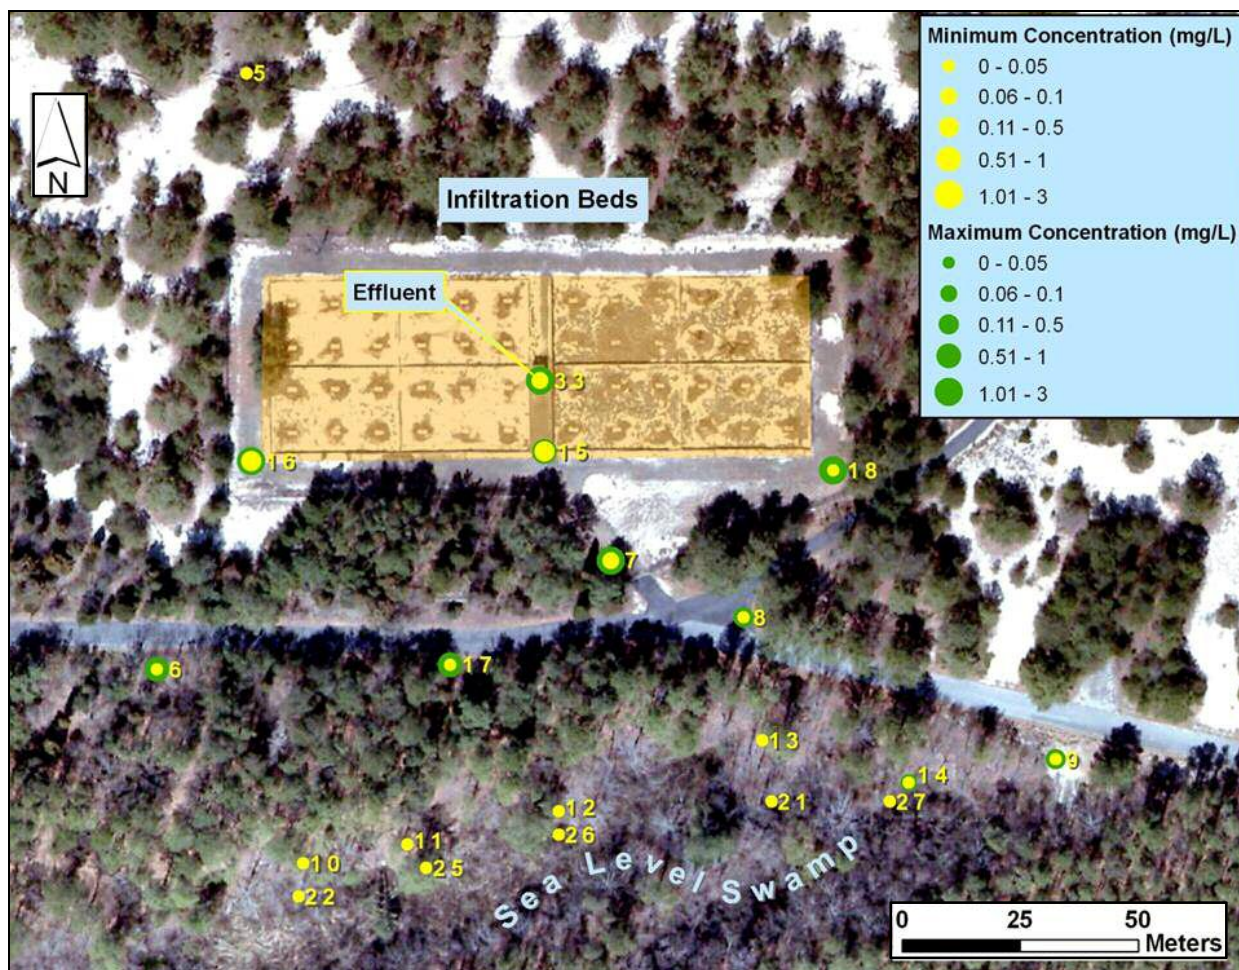 Minimum Concentration (mg/L)
0 - 0.05
0.06 - 0.1
0.11 - 0.5
0.51 - 1
1.01 - 3
Maximum Concentration (mg/L)
0 - 0.05
0.06 - 0.1
0.11 - 0.5
0.51 - 1
1.01 - 3
5
N
Infiltration Beds
Effluent
33
15
16
18
7
8
6
17
13
9
14
12
21
27
26
11
10
25
22
Sea Level Swamp
0 25 50
Meters